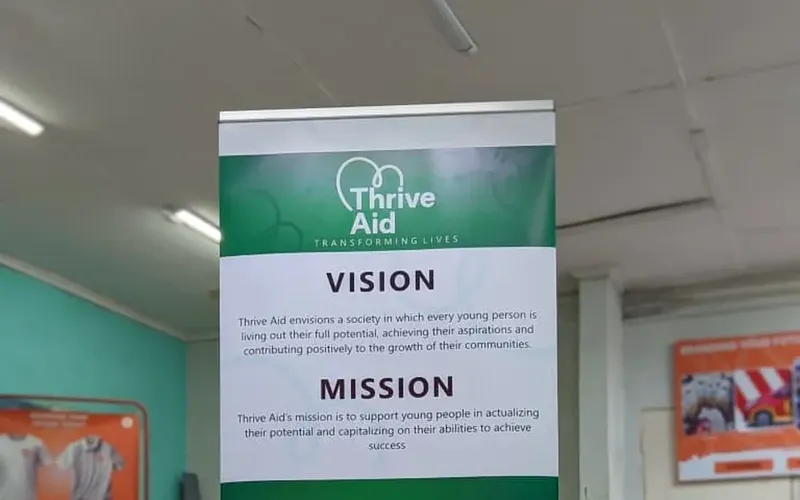 Thrive
Aid
TRANSFORMING LIVES
VISION
Thrive Aid envisions a society in which every young person is
living out their full potential, achieving their aspirations and
contributing positively to the growth of their communities.
MISSION
Thrive Aid's mission is to support young people in actualizing
their potential and capitalizing on their abilities to achieve
success